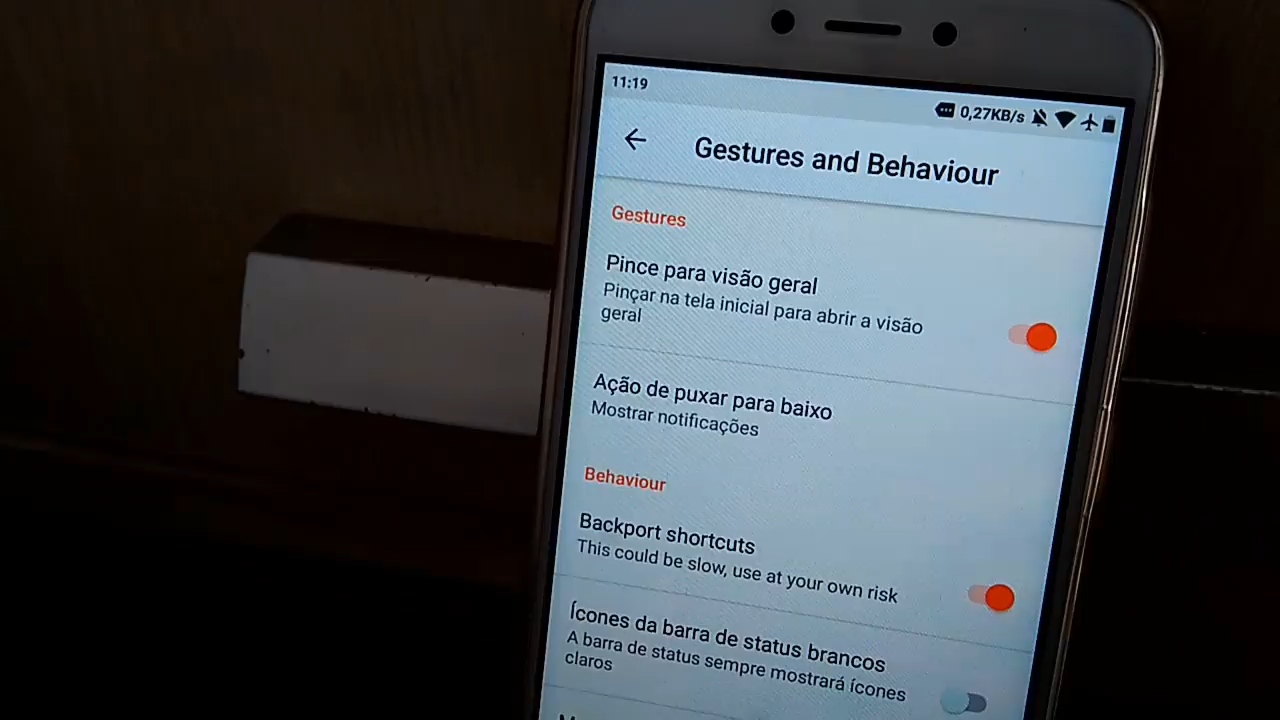 11:19
0,27KB/s
Gestures and Behaviour
Gestures
Pince para visão geral
Pinçar na tela inicial para abrir a visão
geral
Ação de puxar para baixo
Mostrar notificações
Behaviour
Backport shortcuts
This could be slow, use at your own risk
Ícones da barra de status brancos
A barra de status sempre mostrará ícones
claros